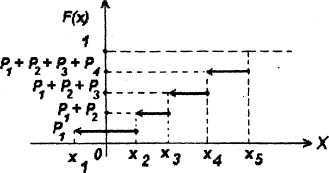 F(x)
1
P₁ + P₂ + P₃ + P₄
P₁ + P₂ + P₃
P₁ + P₂
P₁
x₁ 0 x₂ x₃ x₄ x₅ X